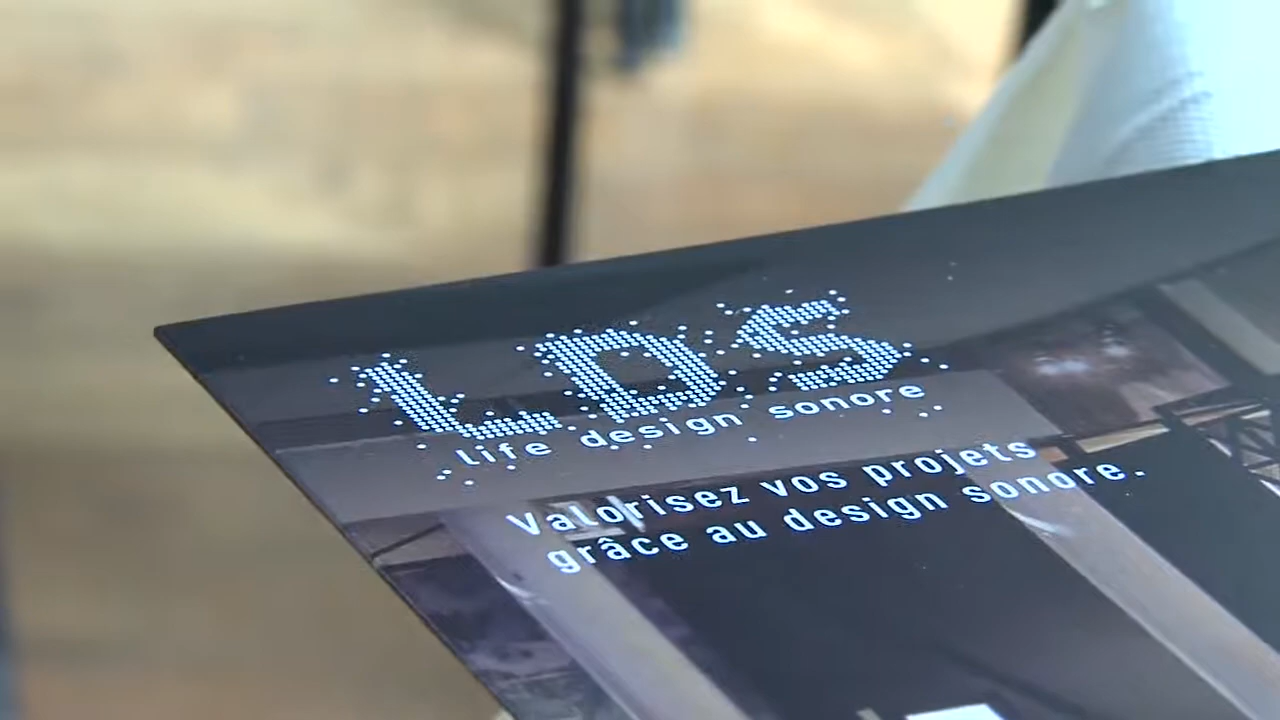 LDS
life design sonore
Valorisez vos projets
grâce au design sonore.